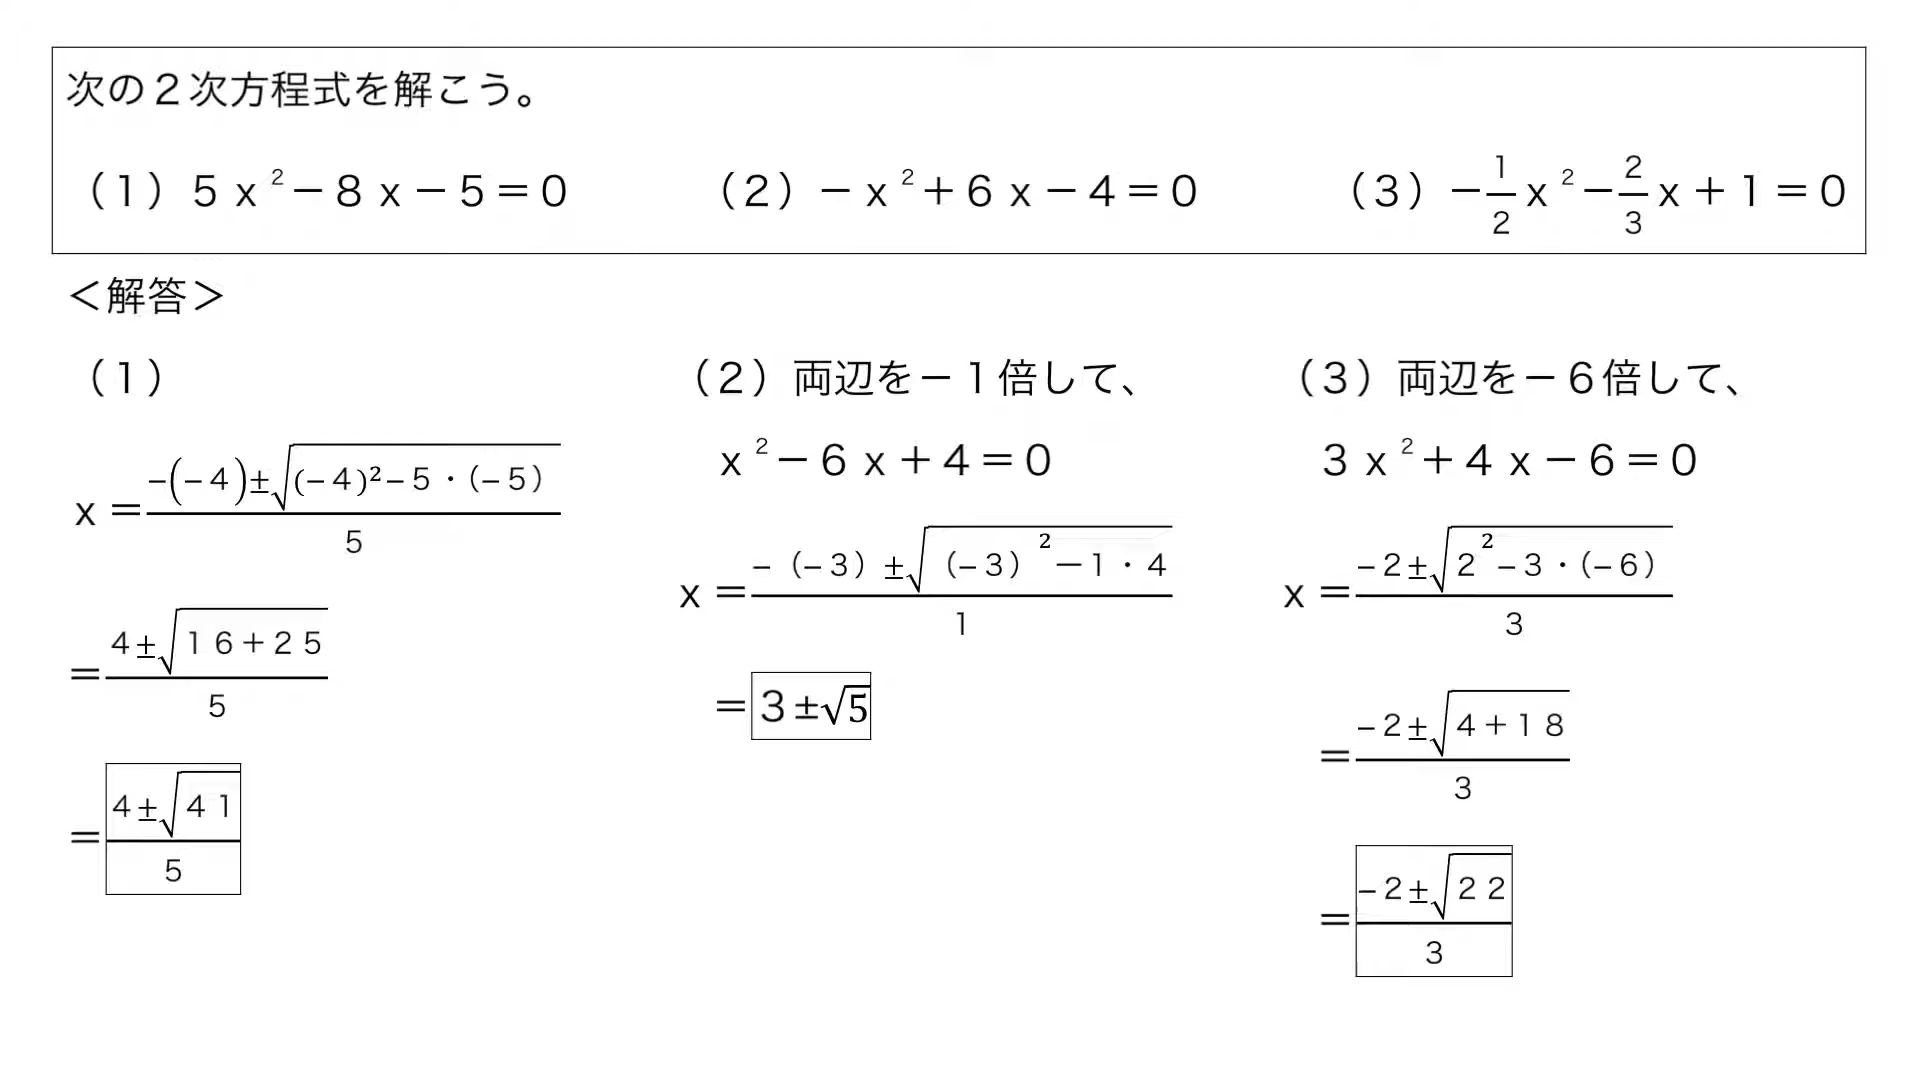 次の２次方程式を解こう。
（１）５ｘ²－８ｘ－５＝０　（２）－ｘ²＋６ｘ－４＝０　（３）－1/2ｘ²－2/3ｘ＋１＝０
＜解答＞
（１）
ｘ＝(−(−4)±√((−4)²−5・(−5)))/5
＝(4±√(16+25))/5
＝(4±√41)/5
（２）両辺を－１倍して、
ｘ²－６ｘ＋４＝０
ｘ＝(−(−3)±√((−3)²−1・4))/1
＝3±√5
（３）両辺を－６倍して、
３ｘ²＋４ｘ－６＝０
ｘ＝(−2±√(2²−3・(−6)))/3
＝(−2±√(4+18))/3
＝(−2±√22)/3